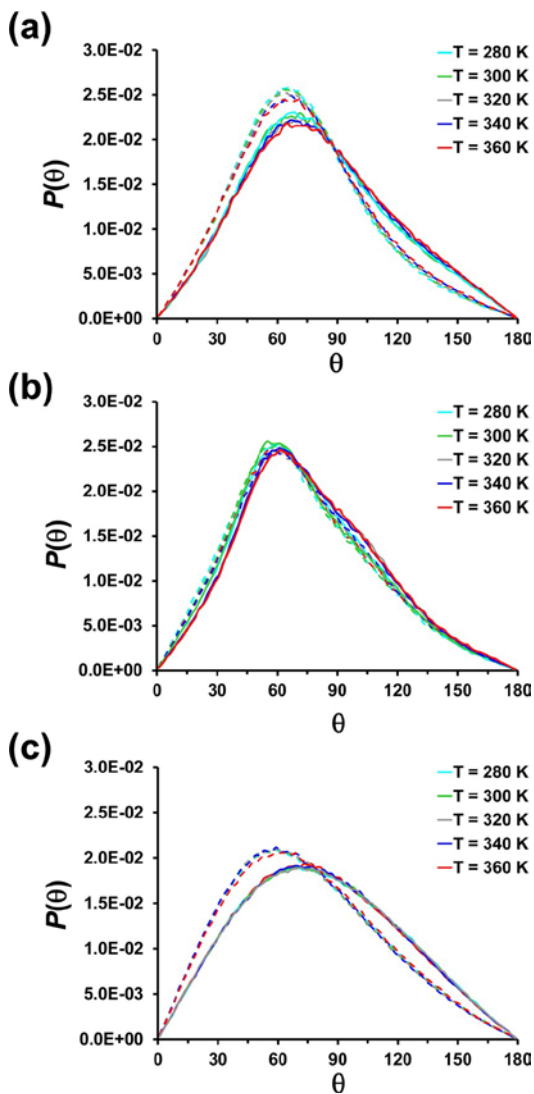 (a)
3.0E-02
2.5E-02
2.0E-02
1.5E-02
1.0E-02
5.0E-03
0.0E+00
P(θ)
T = 280 K
T = 300 K
T = 320 K
T = 340 K
T = 360 K
0 30 60 90 120 150 180
θ
(b)
3.0E-02
2.5E-02
2.0E-02
1.5E-02
1.0E-02
5.0E-03
0.0E+00
P(θ)
T = 280 K
T = 300 K
T = 320 K
T = 340 K
T = 360 K
0 30 60 90 120 150 180
θ
(c)
3.0E-02
2.5E-02
2.0E-02
1.5E-02
1.0E-02
5.0E-03
0.0E+00
P(θ)
T = 280 K
T = 300 K
T = 320 K
T = 340 K
T = 360 K
0 30 60 90 120 150 180
θ